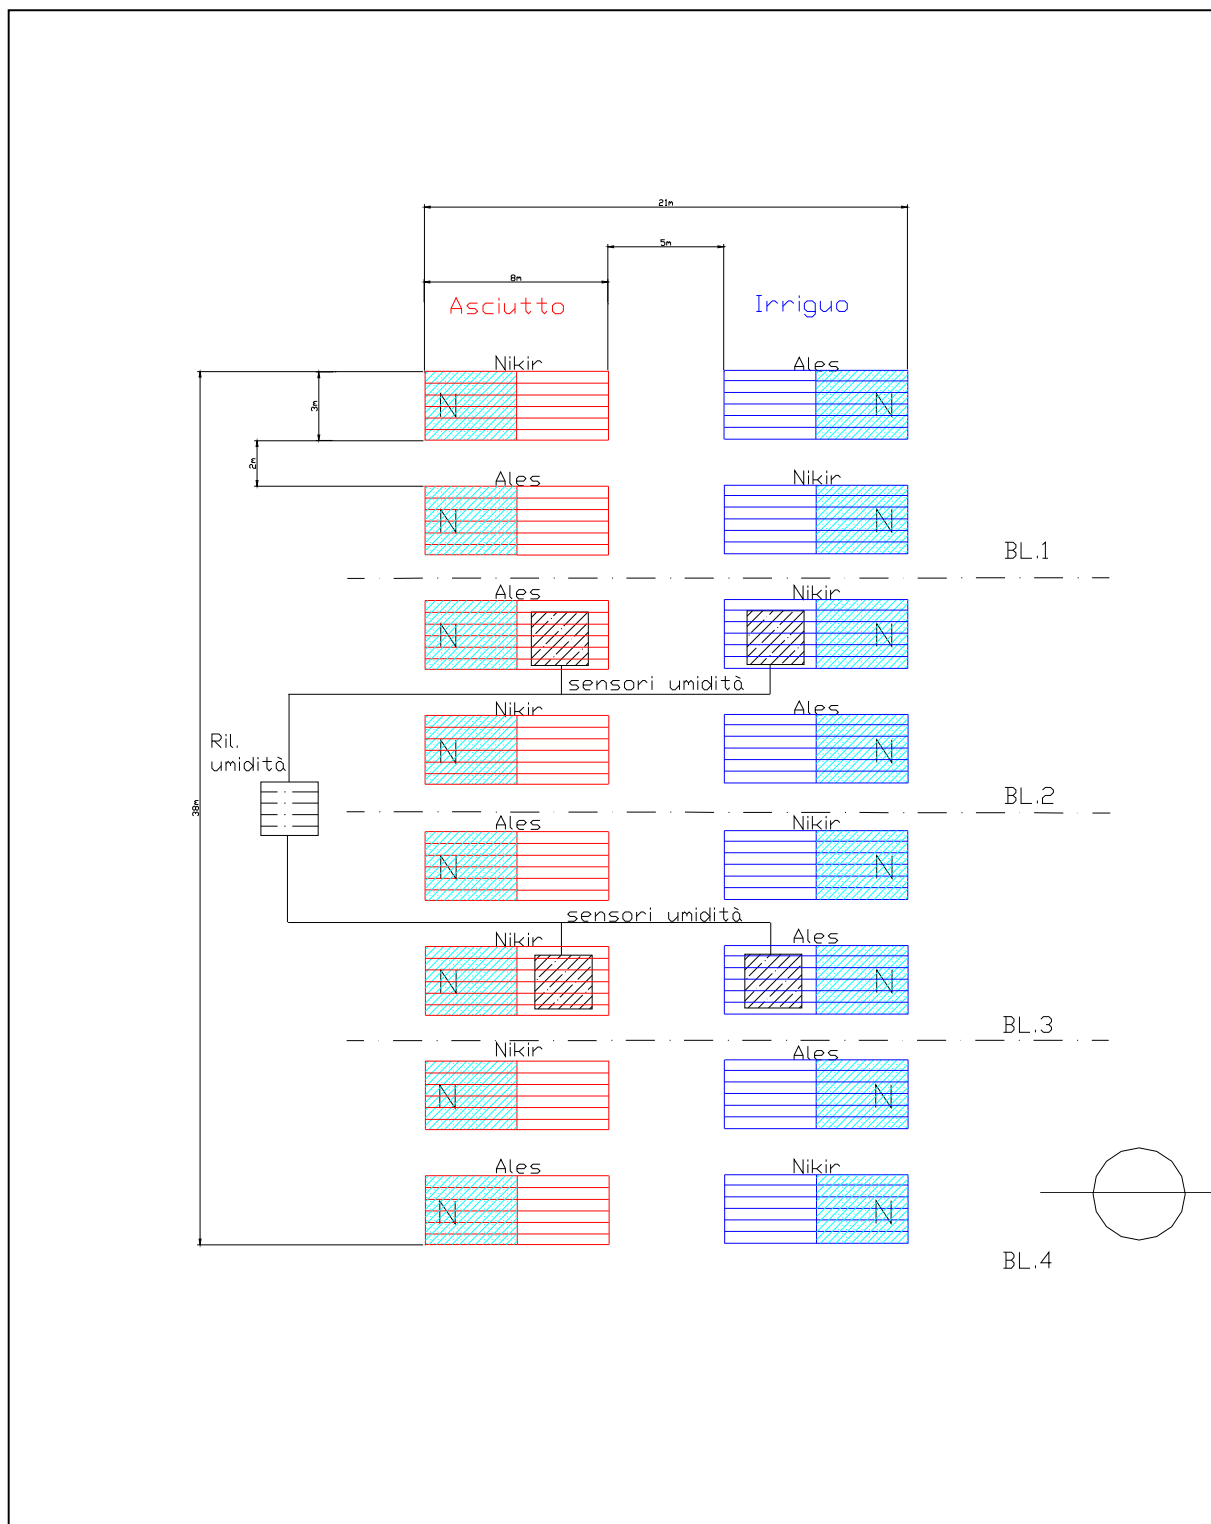 21m
5m
8m
Asciutto Irriguo
Nikir Ales
3m N N
2m
Ales Nikir
N N
BL.1
Ales Nikir
N N
sensori umidità
Nikir Ales
Ril.
umidità
N N
BL.2
38m
Ales Nikir
N N
sensori umidità
Nikir Ales
N N
BL.3
Nikir Ales
N N
Ales Nikir
N N
BL.4